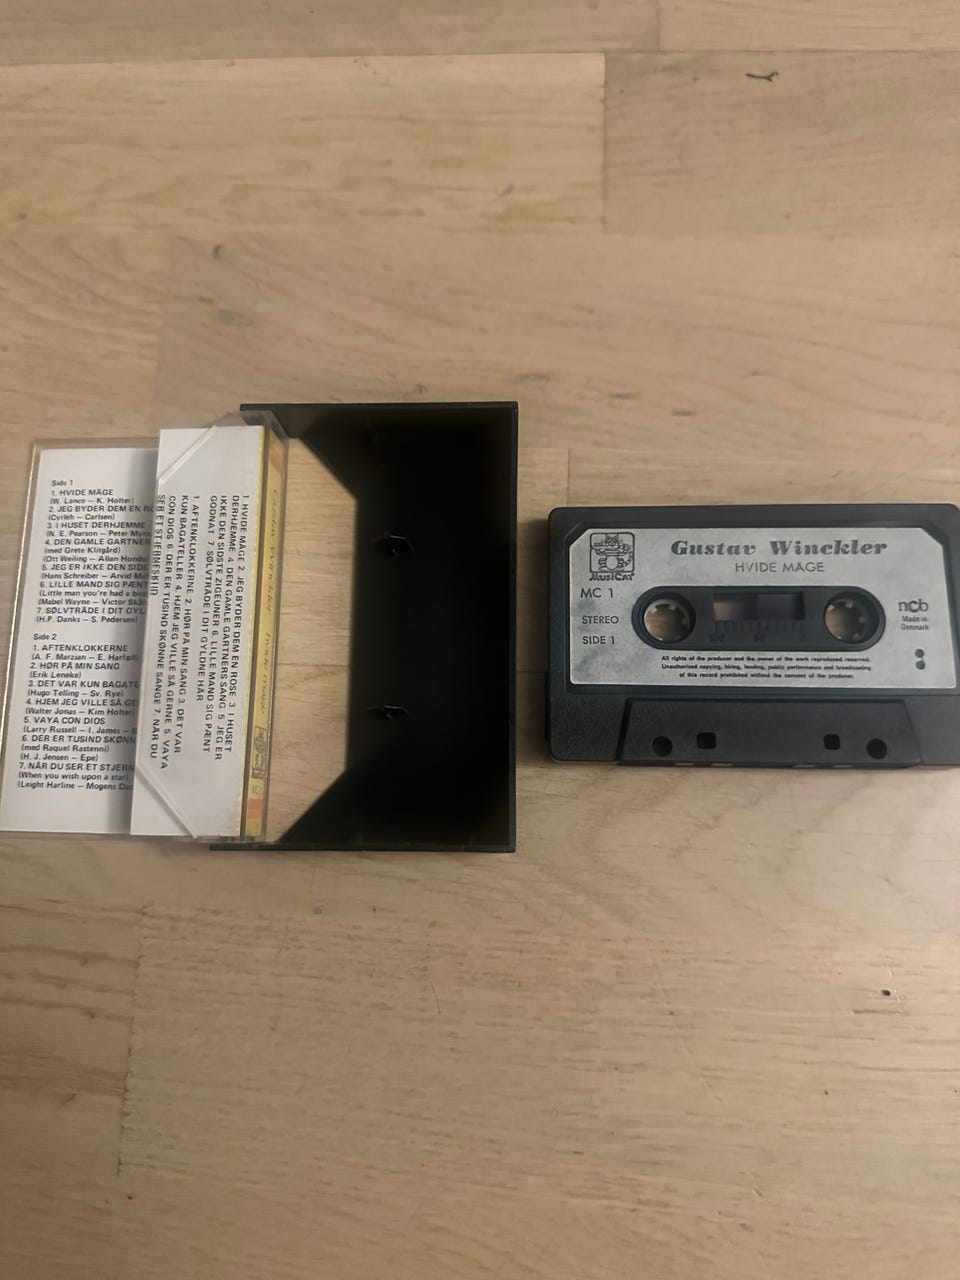 Side 1
1. HVIDE MÅGE
(W. Lance – K. Holter)
2. JEG BYDER DEM EN RO
(Cyrleh – Carlsen)
3. I HUSET DERHJEMME
(N. E. Pearson – Peter
4. DEN GAMLE GARTNER
(med Grete Klitgård)
(Ott Weiling – Allan
5. JEG ER IKKE DEN SIDS
(Hans Schreiber – Arvid
6. LILLE MAND SIG PÆNT
(Little man you're had a
(Mabel Wayne – Victor
7. SØLVTRÅDE I DIT GYL
(H.P. Danks – S. Pedersen)
Side 2
1. AFTENKLOKKERNE
(A. F. Marzian – E. Harføll)
2. HØR PÅ MIN SANG
(Erik Leneke)
3. DET VAR KUN BAGATE
(Hugo Telling – Sv. Rye)
4. HJEM JEG VILLE SÅ GE
(Walter Jonas – Kim Holter)
5. VAYA CON DIOS
(Larry Russell – I. James –
6. DER ER TUSIND SKØNN
(med Raquel Rastenni)
(H. J. Jensen – Epe)
7. NÅR DU SER ET STJERN
(When you wish upon a star)
(Leight Harline – Mogens
1. HVIDE MÅGE 2. JEG BYDER DEM EN ROSE 3. I HUSET
DERHJEMME 4. DEN GAMLE GARTNERS SANG 5. JEG ER
IKKE DEN SIDSTE ZIGEUNER 6. LILLE MAND SIG PÆNT
GODNAT 7. SØLVTRÅDE I DIT GYLDNE HÅR
1. AFTENKLOKKERNE 2. HØR PÅ MIN SANG 3. DET VAR
KUN BAGATELLER 4. HJEM JEG VILLE SÅ GERNE 5. VAYA
CON DIOS 6. DER ER TUSIND SKØNNE SANGE 7. NÅR DU
SER ET STJERNESKUD
Gustav Winckler hvide måge
MusiCAT
Gustav Winckler
HVIDE MÅGE
MC 1
STEREO
SIDE 1
100 50 0
ncb
Made in
Denmark
All rights of the producer and the owner of the work reproduced reserved.
Unauthorized copying, hiring, lending, public performance and broadcasting
of this record prohibited without the consent of the producer.